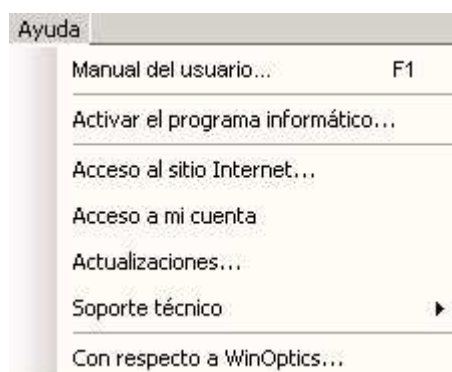 Ayuda
Manual del usuario... F1
Activar el programa informático...
Acceso al sitio Internet...
Acceso a mi cuenta
Actualizaciones...
Soporte técnico
Con respecto a WinOptics...